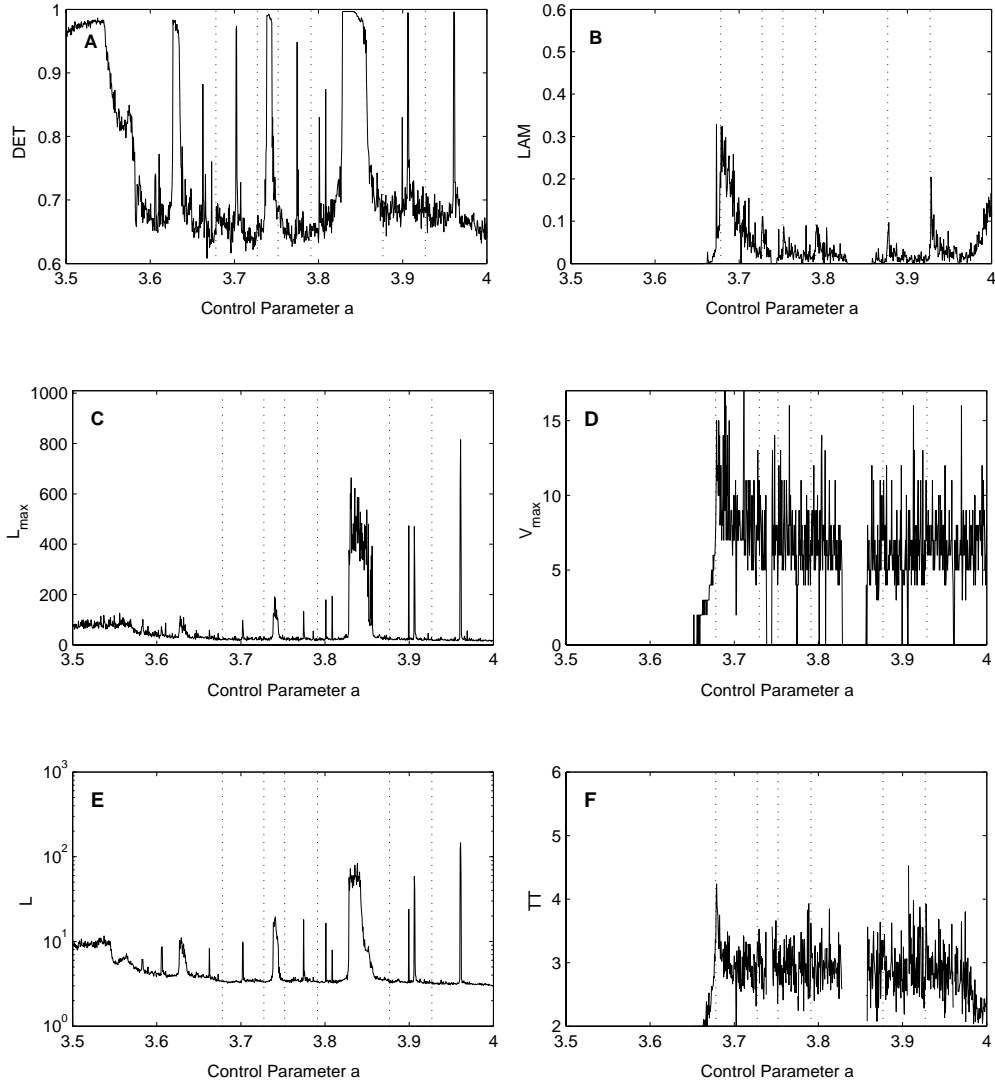 A
DET
1
0.9
0.8
0.7
0.6
3.5 3.6 3.7 3.8 3.9 4
Control Parameter a
B
LAM
0.6
0.5
0.4
0.3
0.2
0.1
0
3.5 3.6 3.7 3.8 3.9 4
Control Parameter a
C
Lmax
1000
800
600
400
200
0
3.5 3.6 3.7 3.8 3.9 4
Control Parameter a
D
Vmax
15
10
5
0
3.5 3.6 3.7 3.8 3.9 4
Control Parameter a
E
L
10^3
10^2
10^1
10^0
3.5 3.6 3.7 3.8 3.9 4
Control Parameter a
F
TT
6
5
4
3
2
3.5 3.6 3.7 3.8 3.9 4
Control Parameter a